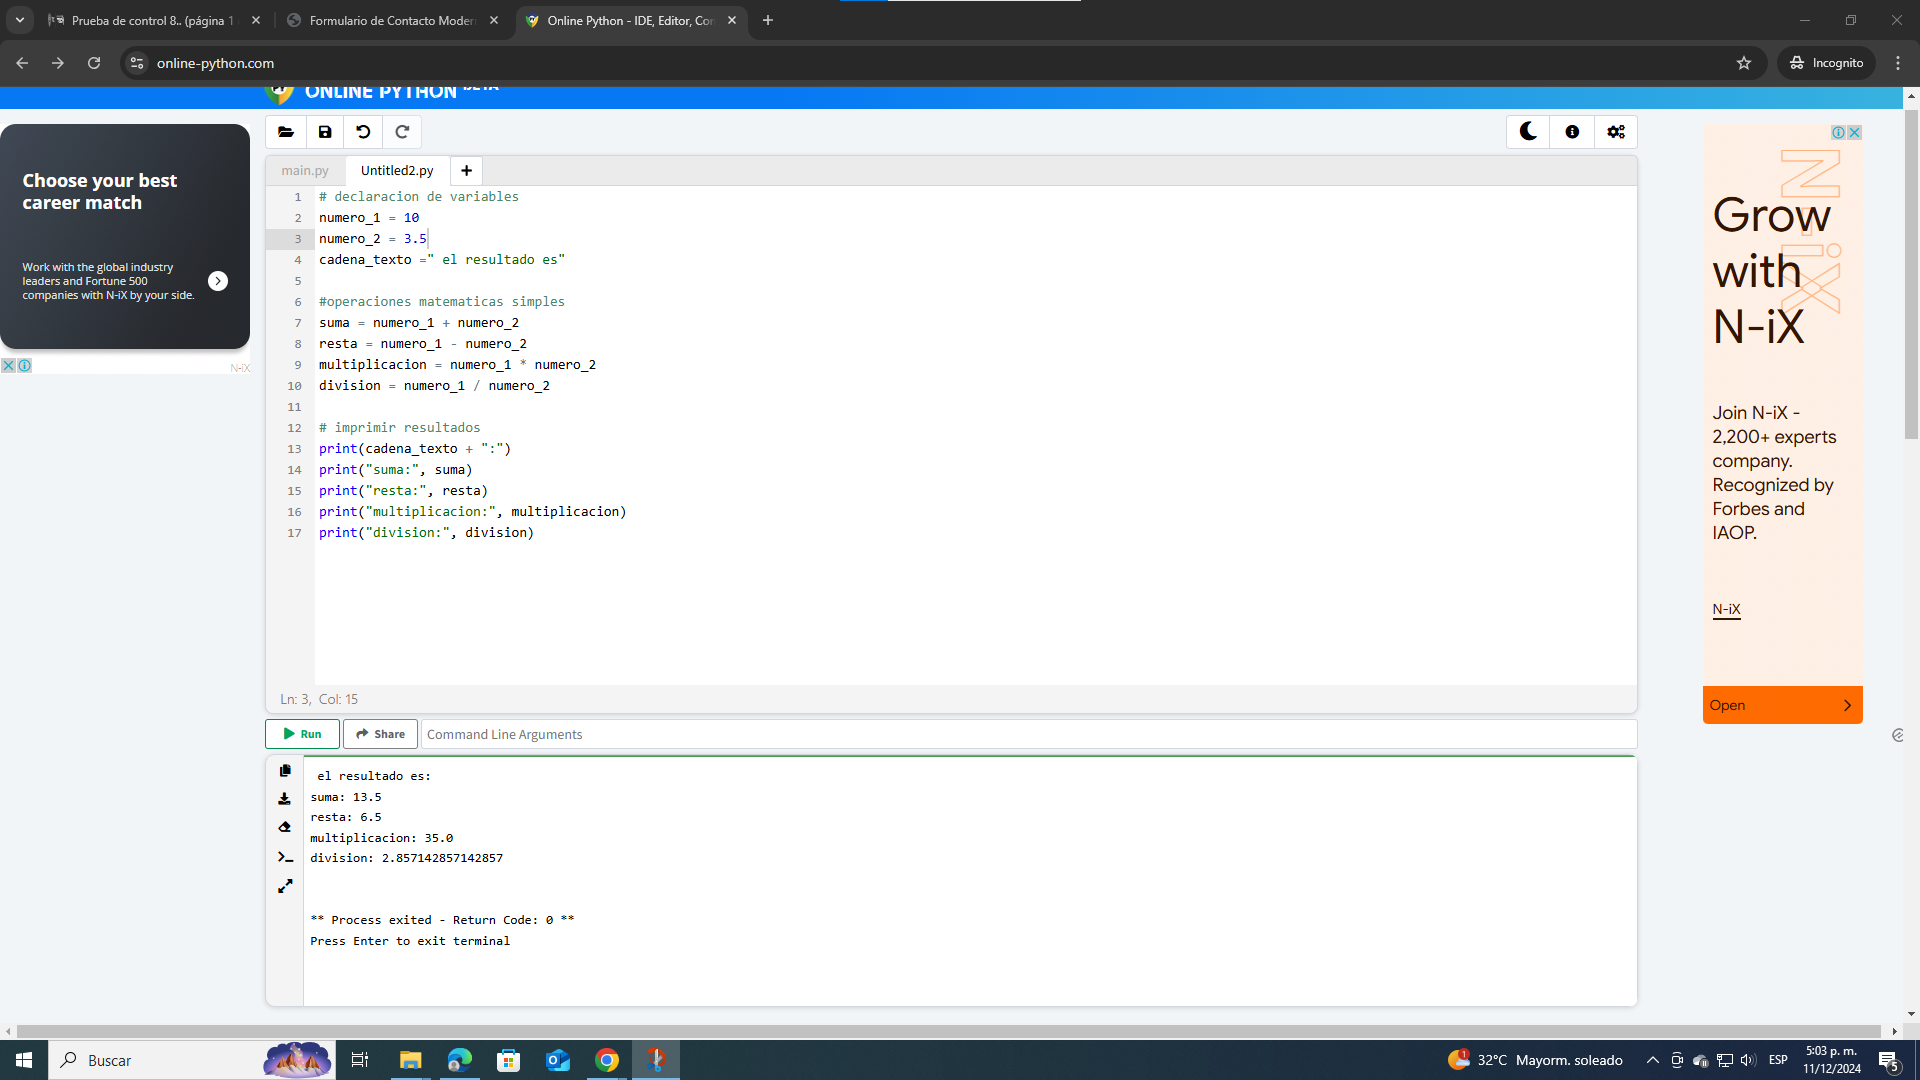 Prueba de control 8.. (página 1
Formulario de Contacto Moder
Online Python - IDE, Editor, Con
online-python.com
Incognito
ONLINE PYTHON BETA
Choose your best
career match
Work with the global industry
leaders and Fortune 500
companies with N-iX by your side.
N-iX
main.py
Untitled2.py
1 # declaracion de variables
2 numero_1 = 10
3 numero_2 = 3.5
4 cadena_texto =" el resultado es"
5
6 #operaciones matematicas simples
7 suma = numero_1 + numero_2
8 resta = numero_1 - numero_2
9 multiplicacion = numero_1 * numero_2
10 division = numero_1 / numero_2
11
12 # imprimir resultados
13 print(cadena_texto + ":")
14 print("suma:", suma)
15 print("resta:", resta)
16 print("multiplicacion:", multiplicacion)
17 print("division:", division)
Ln: 3, Col: 15
Run
Share
Command Line Arguments
el resultado es:
suma: 13.5
resta: 6.5
multiplicacion: 35.0
division: 2.857142857142857
** Process exited - Return Code: 0 **
Press Enter to exit terminal
N-iX
Grow
with
N-iX
Join N-iX -
2,200+ experts
company.
Recognized by
Forbes and
IAOP.
N-iX
Open
Buscar
1
32°C Mayorm. soleado
ESP
5:03 p. m.
11/12/2024
5